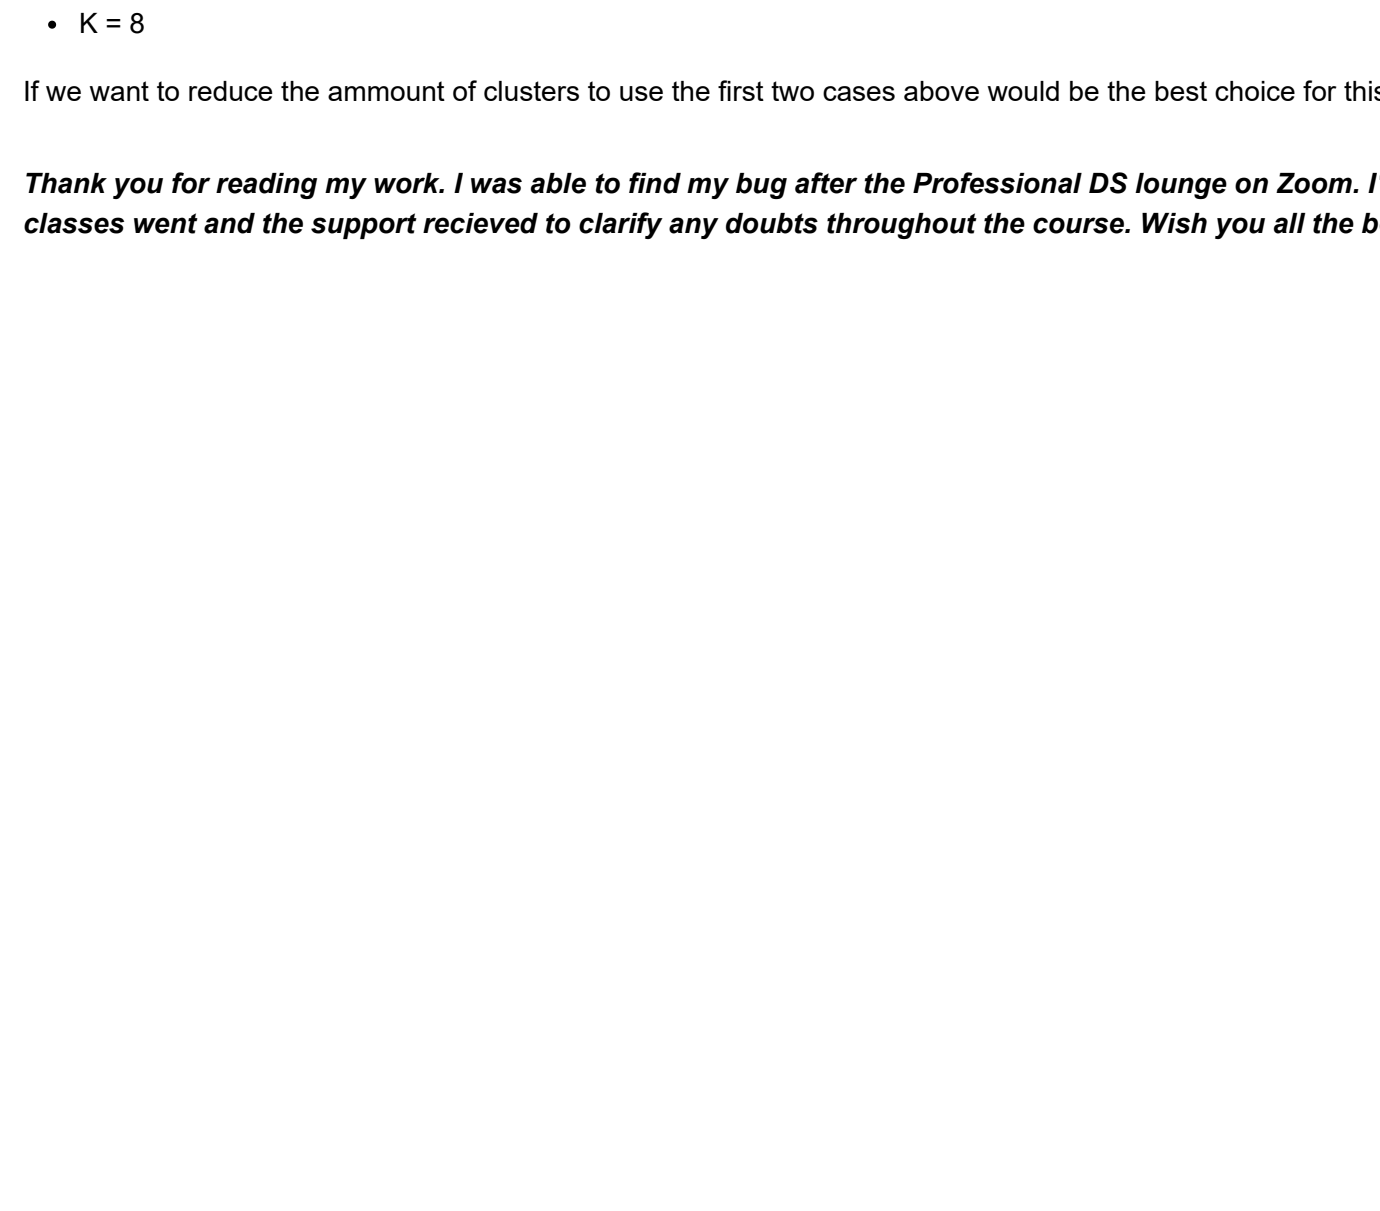 • K = 8
If we want to reduce the ammount of clusters to use the first two cases above would be the best choice for this
Thank you for reading my work. I was able to find my bug after the Professional DS lounge on Zoom. I'
classes went and the support recieved to clarify any doubts throughout the course. Wish you all the b